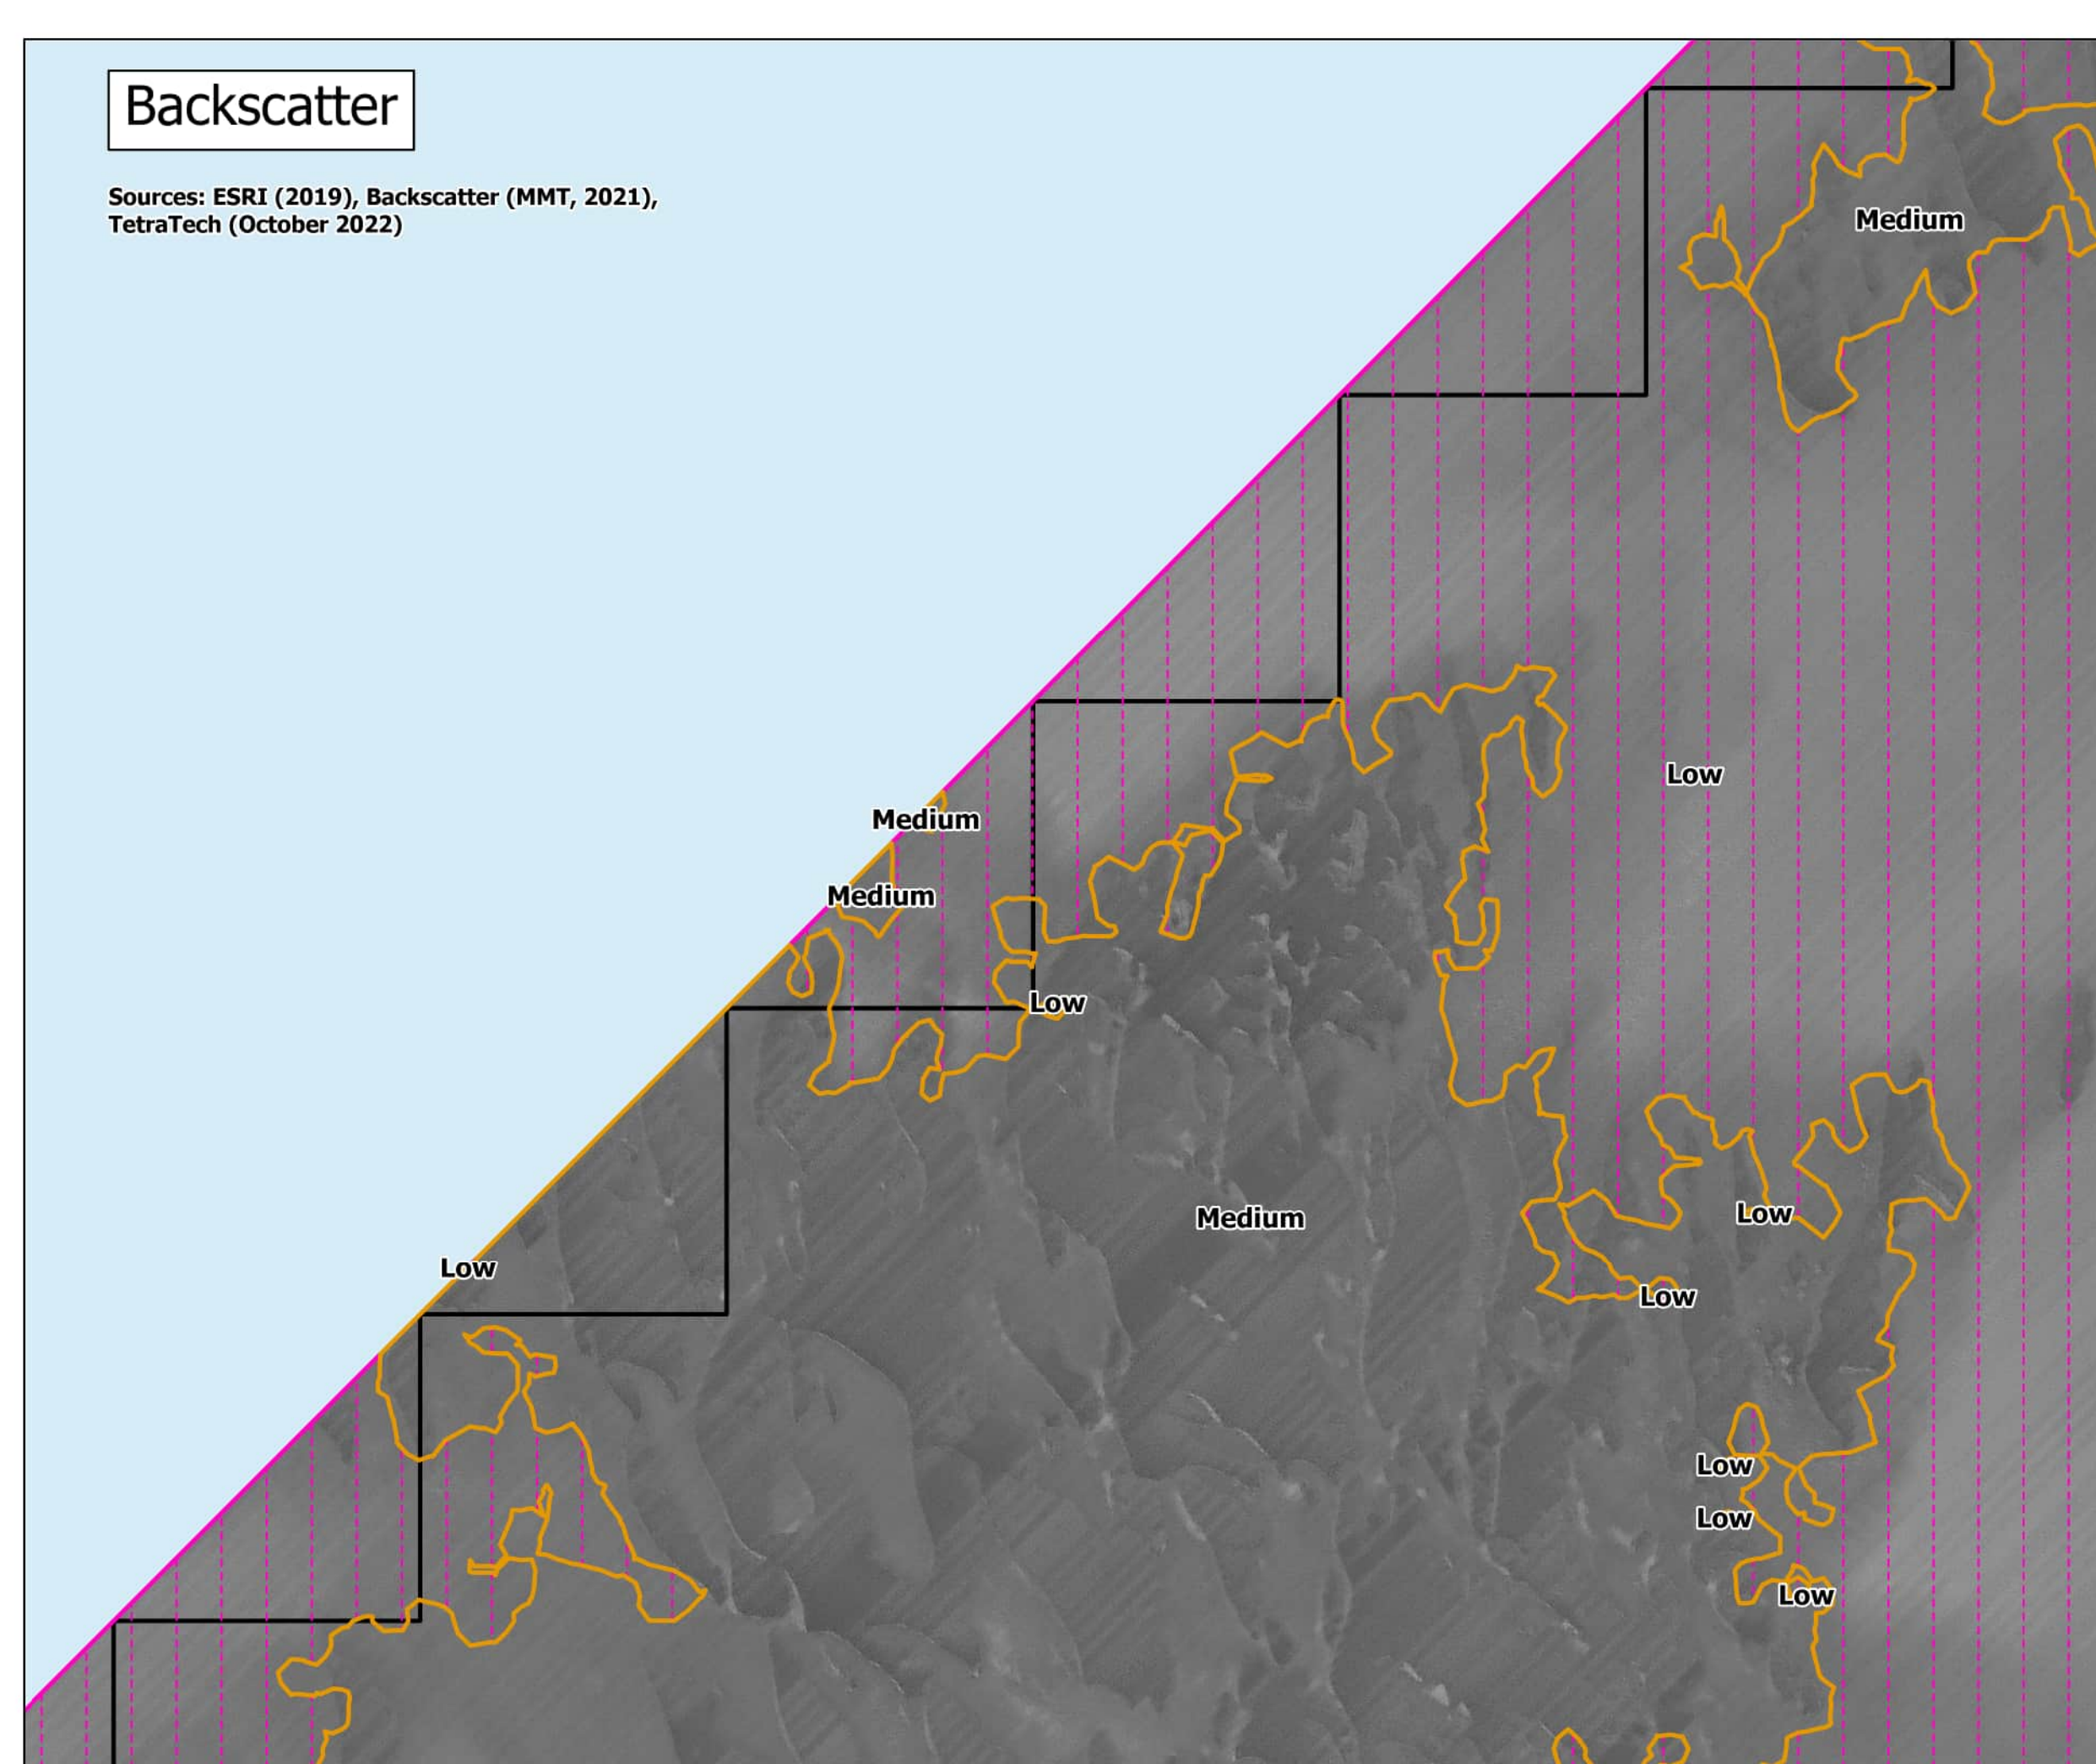 Backscatter
Sources: ESRI (2019), Backscatter (MMT, 2021),
TetraTech (October 2022)
Medium
Low
Medium
Medium
Low
Low
Medium
Low
Low
Low
Low
Low